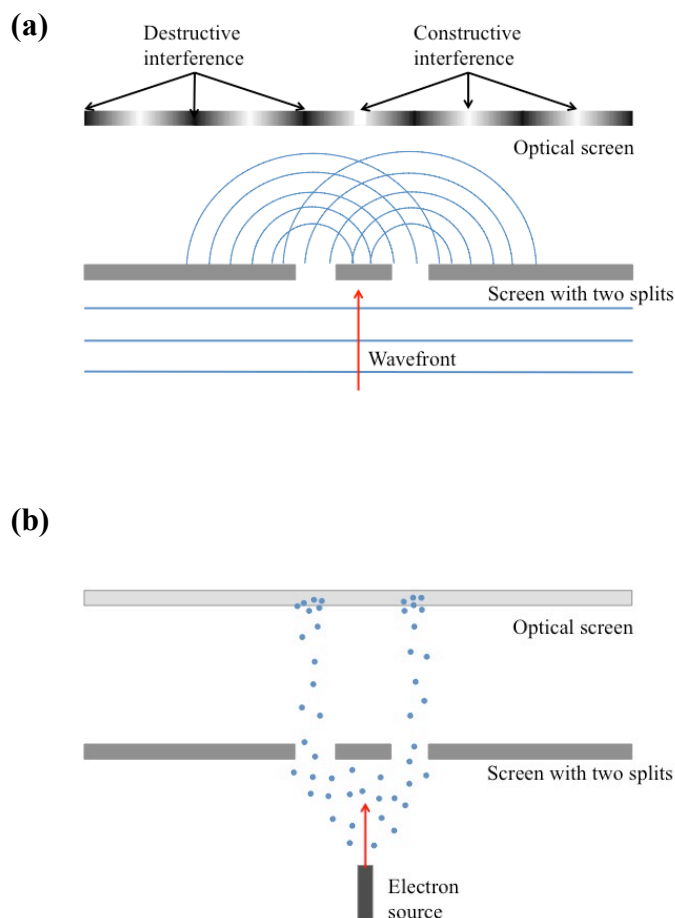 (a)
Destructive
interference
Constructive
interference
Optical screen
Screen with two splits
Wavefront
(b)
Optical screen
Screen with two splits
Electron
source